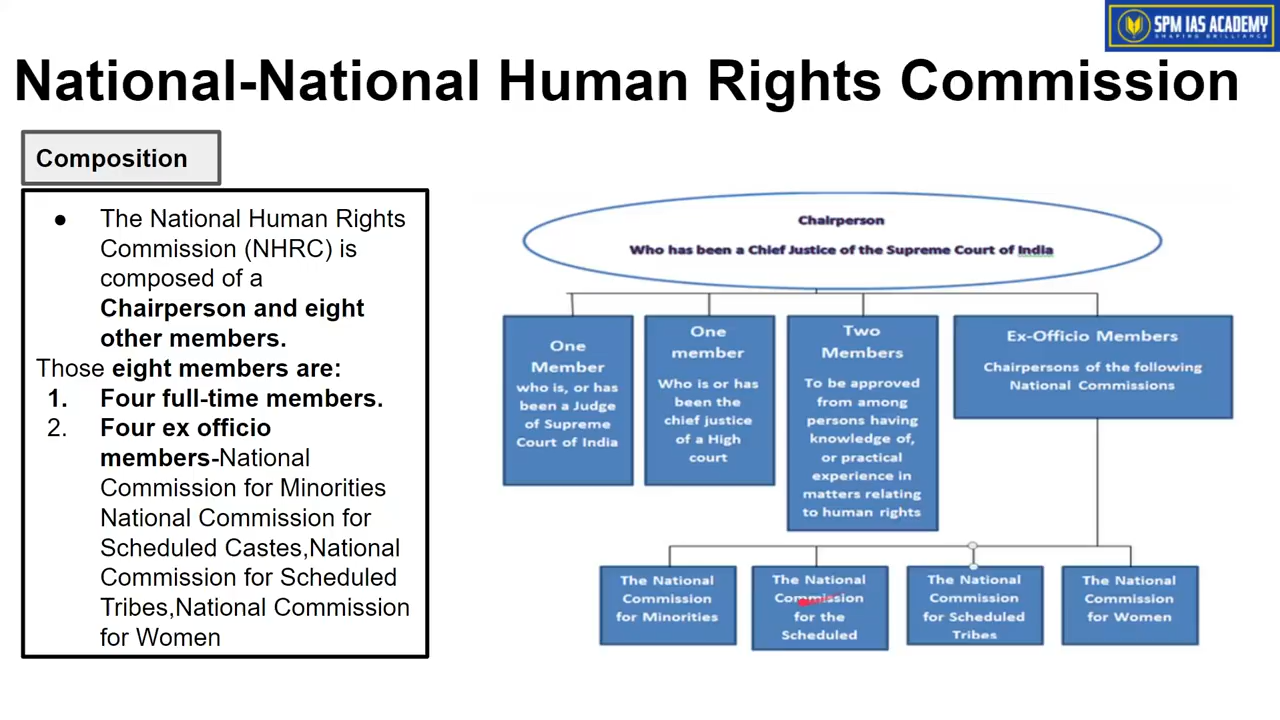 SPM IAS ACADEMY
SHAPING BRILLIANCE
National-National Human Rights Commission
Composition
● The National Human Rights
Commission (NHRC) is
composed of a
Chairperson and eight
other members.
Those eight members are:
1. Four full-time members.
2. Four ex officio
members-National
Commission for Minorities
National Commission for
Scheduled Castes,National
Commission for Scheduled
Tribes,National Commission
for Women
Chairperson
Who has been a Chief Justice of the Supreme Court of India
One
Member
who is, or has
been a Judge
of Supreme
Court of India
One
member
Who is or has
been the
chief justice
of a High
court
Two
Members
To be approved
from among
persons having
knowledge of,
or practical
experience in
matters relating
to human rights
Ex-Officio Members
Chairpersons of the following
National Commissions
The National
Commission
for Minorities
The National
Commission
for the
Scheduled
The National
Commission
for Scheduled
Tribes
The National
Commission
for Women